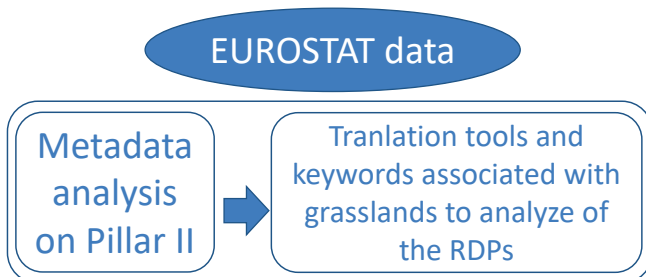 EUROSTAT data
Metadata
analysis
on Pillar II
Tranlation tools and
keywords associated with
grasslands to analyze of
the RDPs